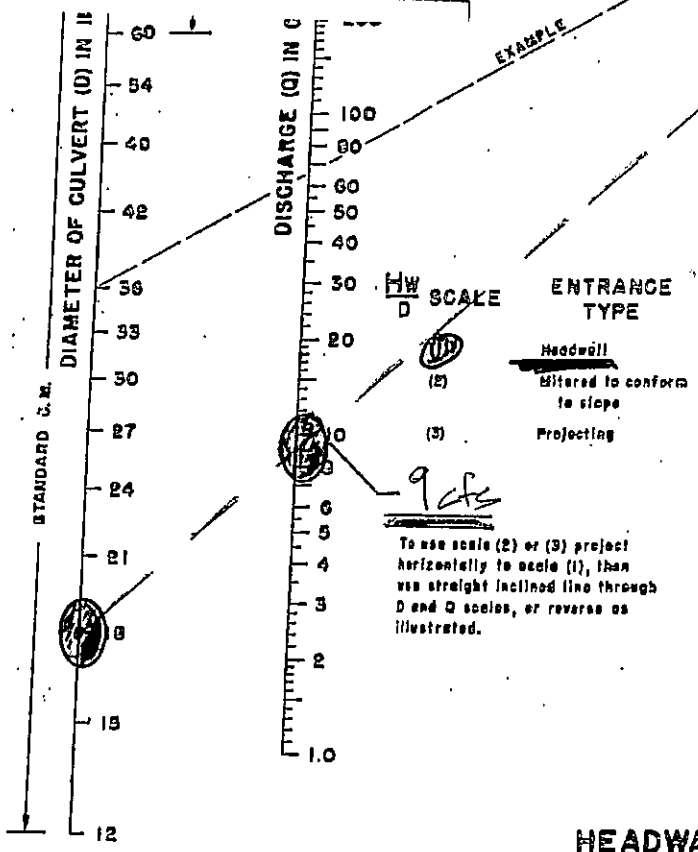 60
54
40
42
36
33
30
27
24
21
18
15
12
DIAMETER OF CULVERT (D) IN
STANDARD C.M.
DISCHARGE (Q) IN C
100
80
60
50
40
30
20
10
8
6
5
4
3
2
1.0
EXAMPLE
HW/D SCALE
ENTRANCE TYPE
Headwall
(2) Mitered to conform to slope
(3) Projecting
9 cfs
To use scale (2) or (3) project
horizontally to scale (1), then
use straight inclined line through
D and Q scales, or reverse as
illustrated.
HEADWA